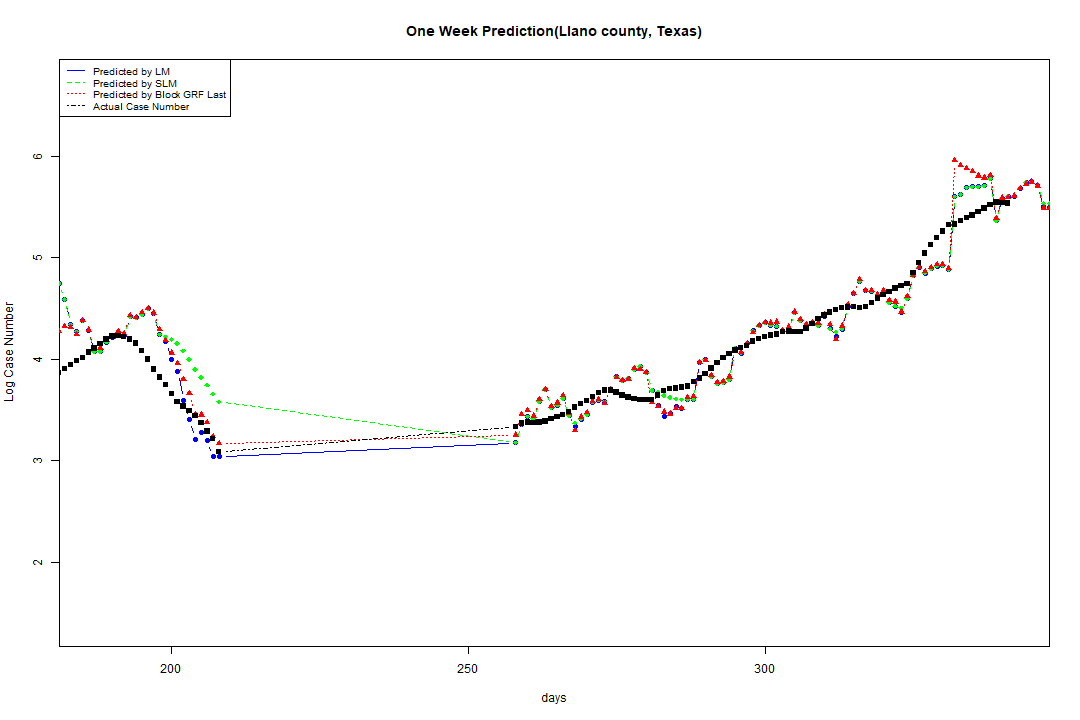 One Week Prediction(Llano county, Texas)
Predicted by LM
Predicted by SLM
Predicted by Block GRF Last
Actual Case Number
6
5
4
3
2
Log Case Number
200 250 300
days